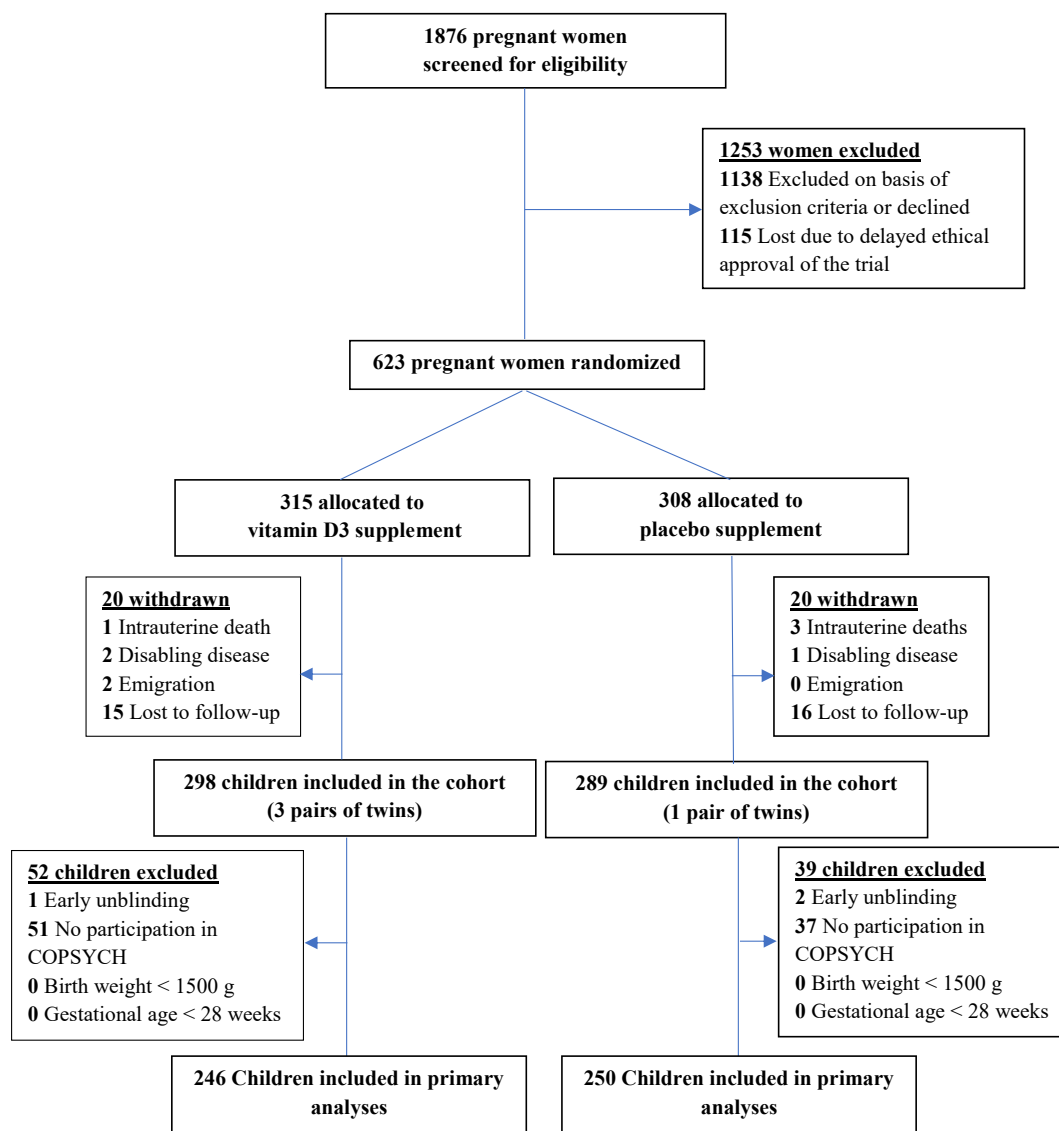 1876 pregnant women
screened for eligibility
1253 women excluded
1138 Excluded on basis of
exclusion criteria or declined
115 Lost due to delayed ethical
approval of the trial
623 pregnant women randomized
315 allocated to
vitamin D3 supplement
308 allocated to
placebo supplement
20 withdrawn
1 Intrauterine death
2 Disabling disease
2 Emigration
15 Lost to follow-up
20 withdrawn
3 Intrauterine deaths
1 Disabling disease
0 Emigration
16 Lost to follow-up
298 children included in the cohort
(3 pairs of twins)
289 children included in the cohort
(1 pair of twins)
52 children excluded
1 Early unblinding
51 No participation in
COPSYCH
0 Birth weight < 1500 g
0 Gestational age < 28 weeks
39 children excluded
2 Early unblinding
37 No participation in
COPSYCH
0 Birth weight < 1500 g
0 Gestational age < 28 weeks
246 Children included in primary
analyses
250 Children included in primary
analyses